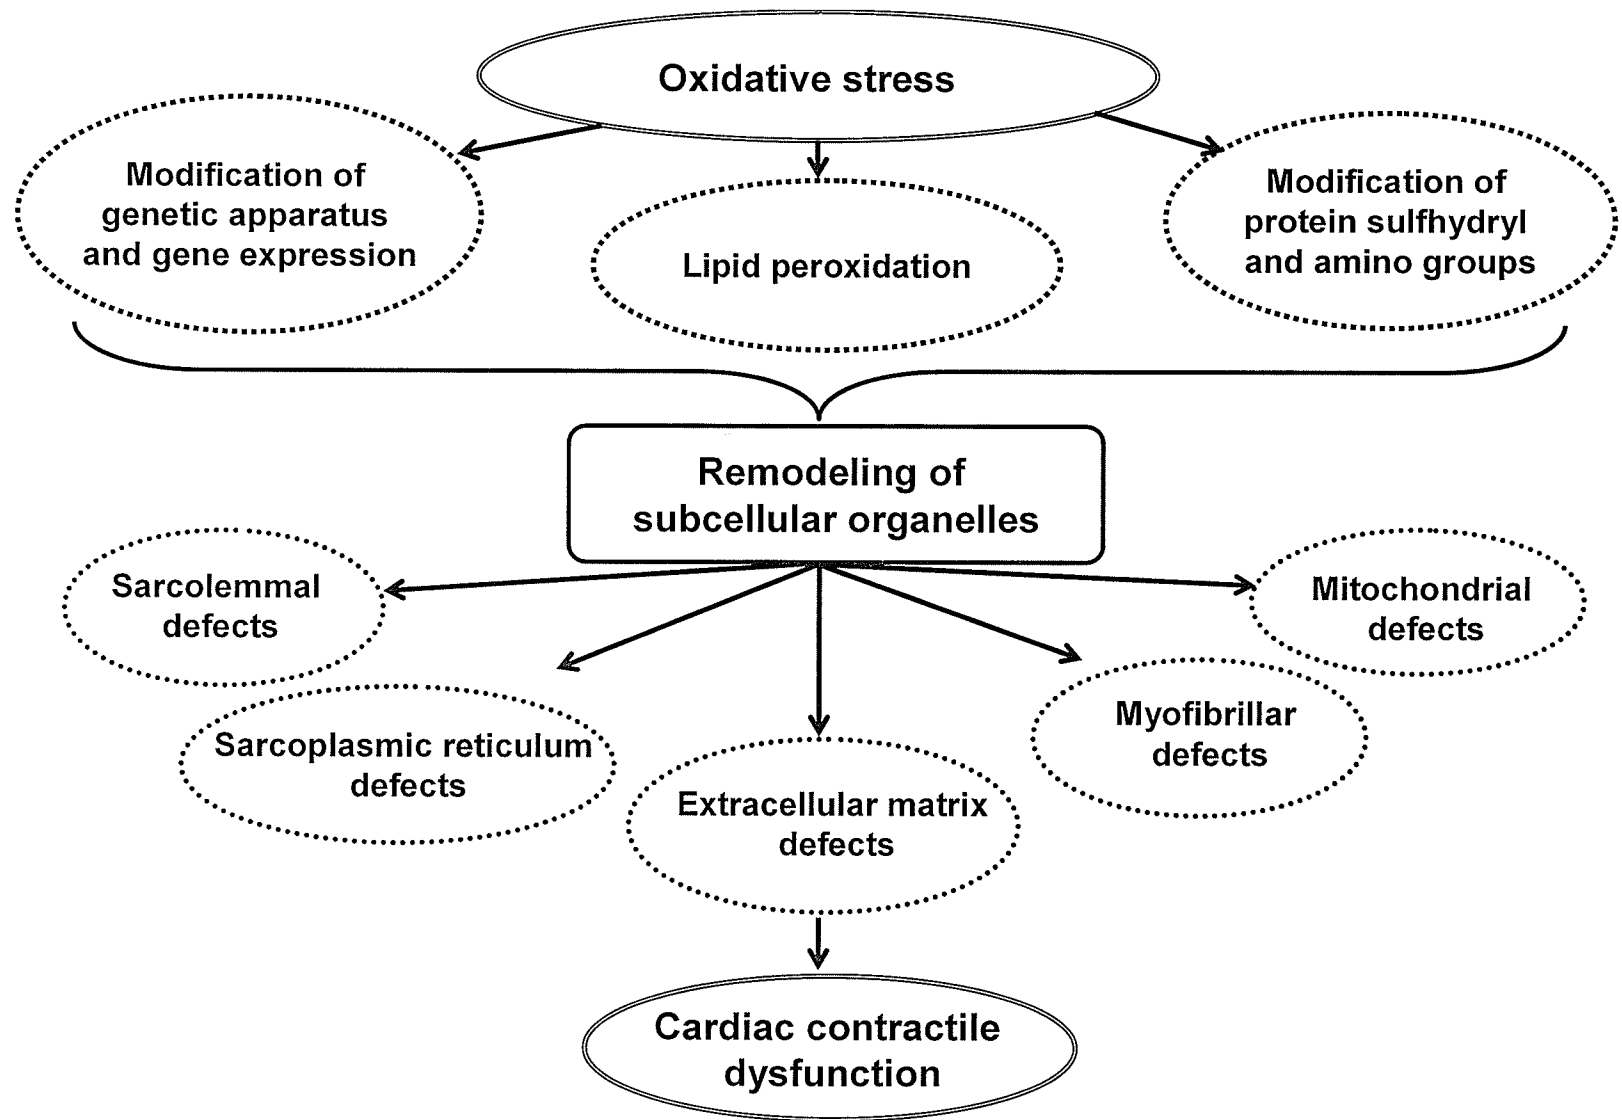 Oxidative stress
Modification of
genetic apparatus
and gene expression
Lipid peroxidation
Modification of
protein sulfhydryl
and amino groups
Remodeling of
subcellular organelles
Sarcolemmal
defects
Sarcoplasmic reticulum
defects
Extracellular matrix
defects
Myofibrillar
defects
Mitochondrial
defects
Cardiac contractile
dysfunction